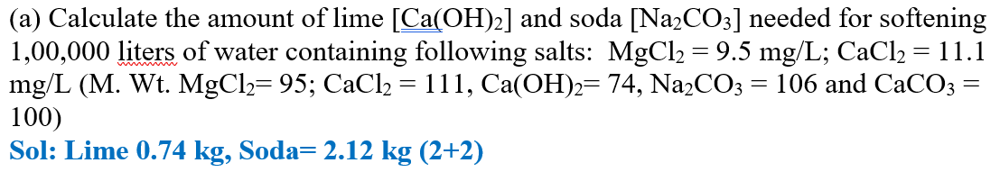 (a) Calculate the amount of lime [Ca(OH)₂] and soda [Na₂CO₃] needed for softening
1,00,000 liters of water containing following salts: MgCl₂ = 9.5 mg/L; CaCl₂ = 11.1
mg/L (M. Wt. MgCl₂= 95; CaCl₂ = 111, Ca(OH)₂= 74, Na₂CO₃ = 106 and CaCO₃ =
100)
Sol: Lime 0.74 kg, Soda= 2.12 kg (2+2)